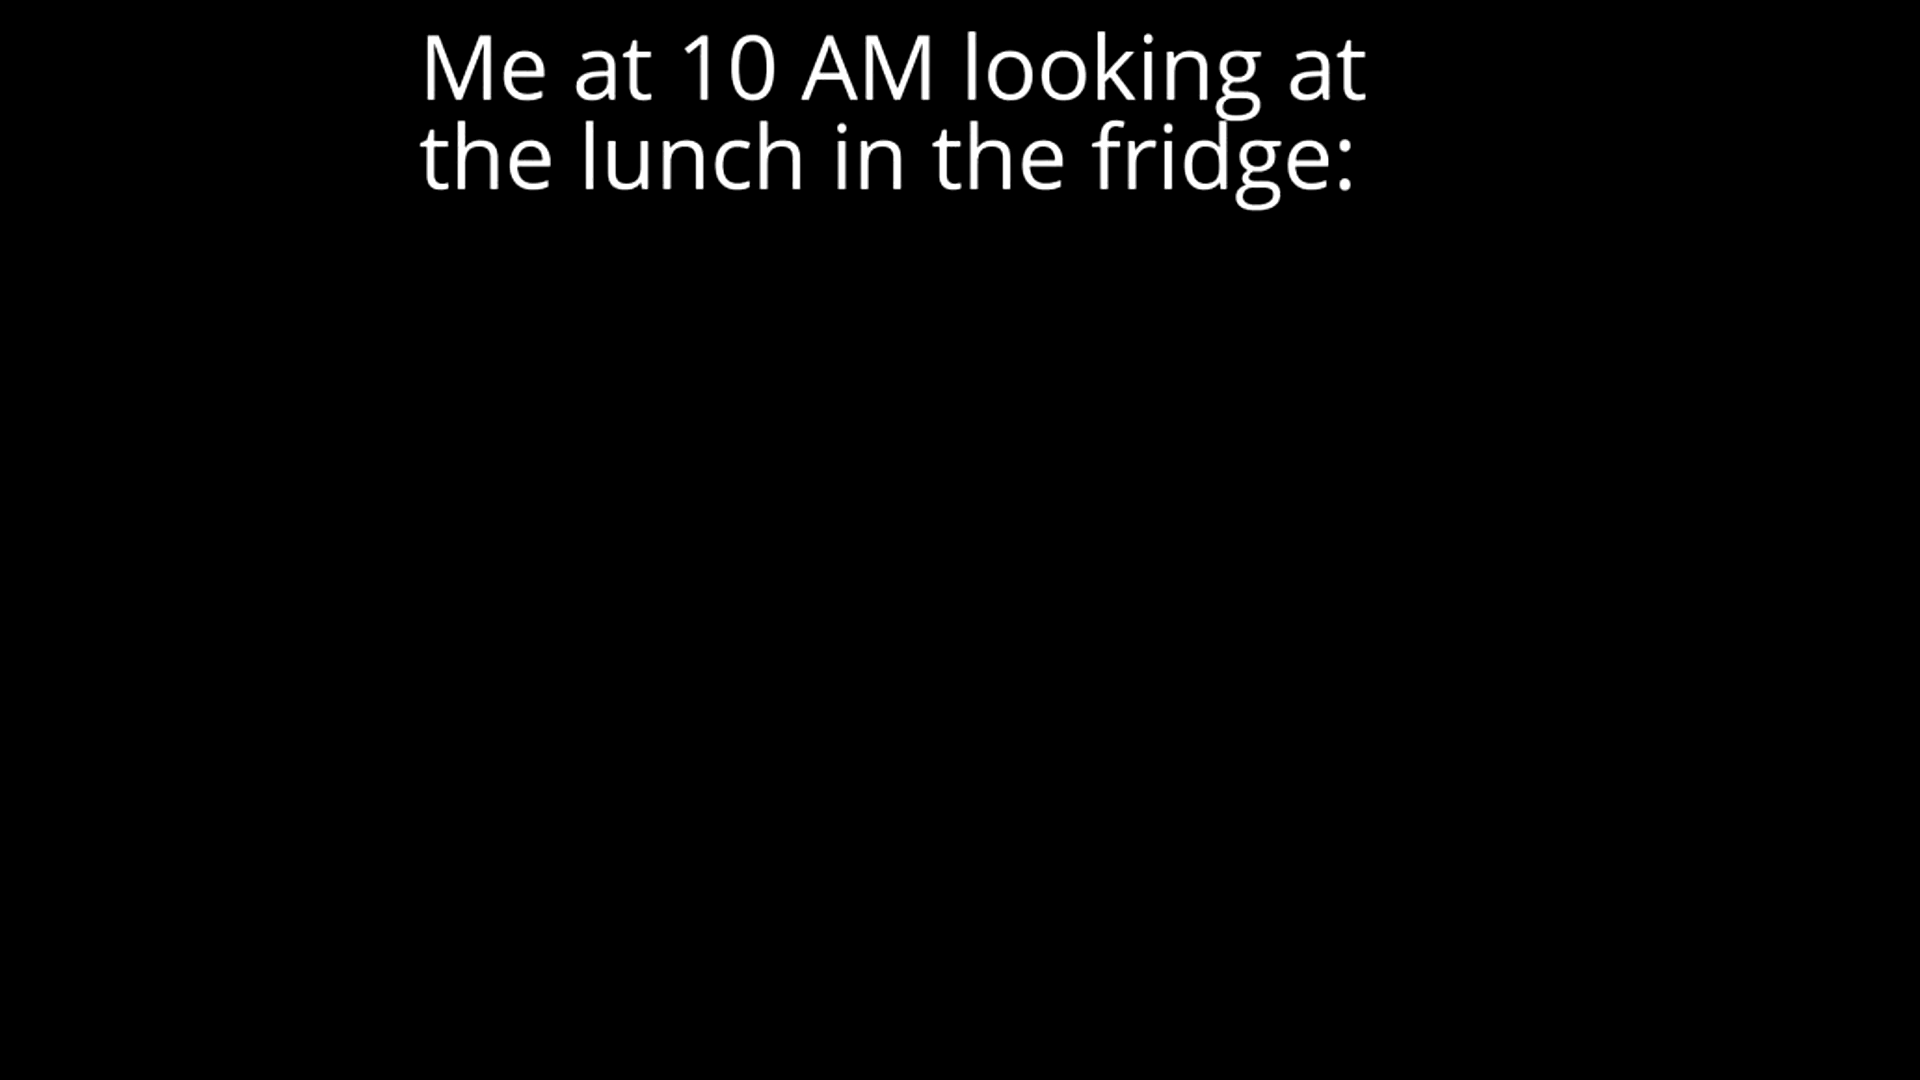 Me at 10 AM looking at
the lunch in the fridge: